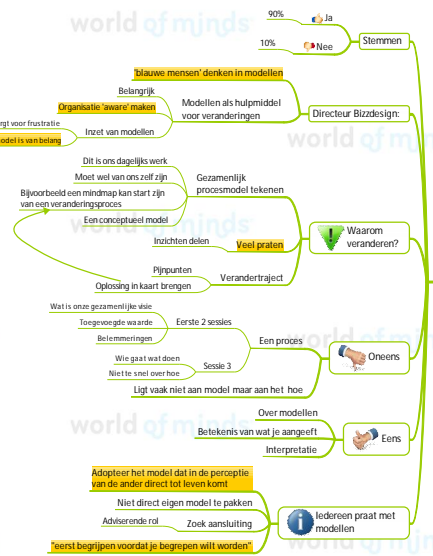 world of minds
90%
Ja
Stemmen
10%
Nee
'blauwe mensen' denken in modellen
Belangrijk
Organisatie 'aware' maken
Modellen als hulpmiddel
voor veranderingen
Directeur Bizzdesign:
rgt voor frustratie
odel is van belang
Inzet van modellen
world of m
Dit is ons dagelijks werk
Moet wel van ons zelf zijn
Bijvoorbeeld een mindmap kan start zijn
van een veranderingsproces
Een conceptueel model
Gezamenlijk
procesmodel tekenen
world of minds
Inzichten delen
Veel praten
Waarom
veranderen?
Pijnpunten
Oplossing in kaart brengen
Verandertraject
Wat is onze gezamenlijke visie
Toegevoegde waarde
Belemmeringen
Eerste 2 sessies
Een proces
Wie gaat wat doen
Niet te snel over hoe
Sessie 3
world of min
Oneens
Ligt vaak niet aan model maar aan het hoe
Over modellen
Betekenis van wat je aangeeft
Interpretatie
Eens
world of minds
Adopteer het model dat in de perceptie
van de ander direct tot leven komt
Niet direct eigen model te pakken
Adviserende rol
Zoek aansluiting
"eerst begrijpen voordat je begrepen wilt worden"
Iedereen praat met
modellen
world of m